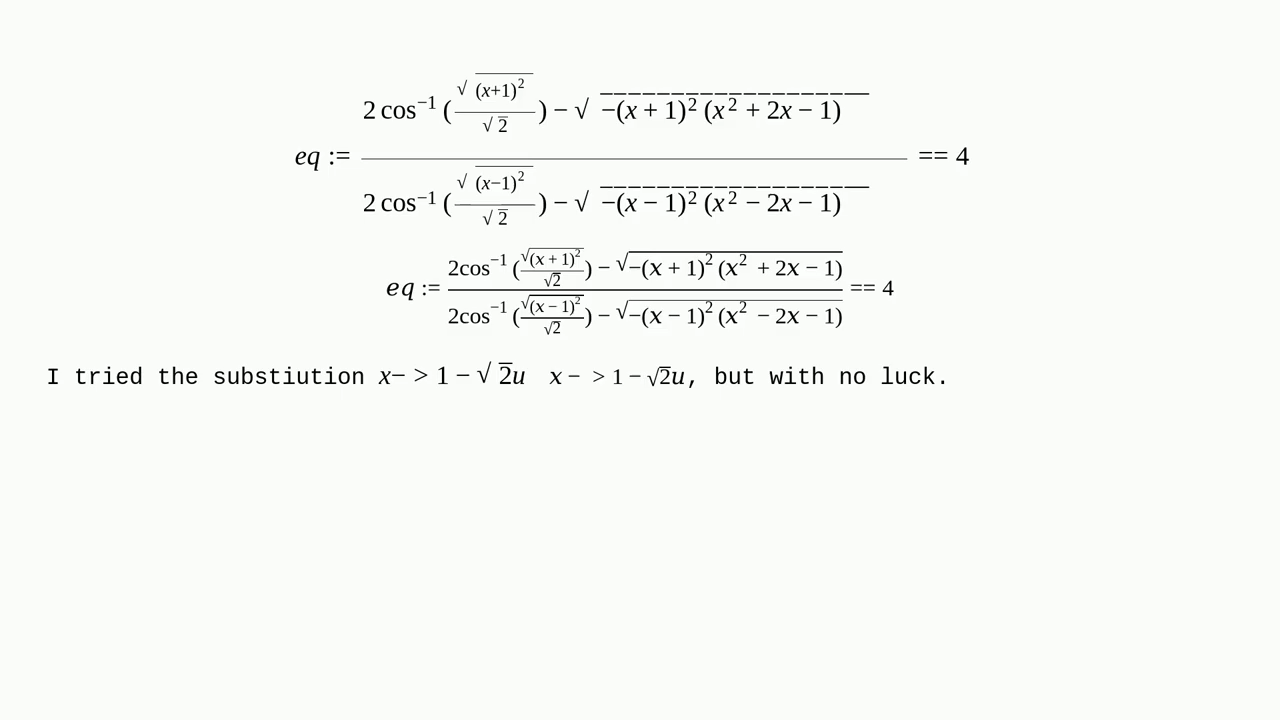 eq := (2 cos⁻¹ (√(x+1)²/√2) − √−(x + 1)² (x² + 2x − 1))/(2 cos⁻¹ (√(x−1)²/√2) − √−(x − 1)² (x² − 2x − 1)) == 4
eq := (2cos⁻¹ (√(x + 1)²/√2) − √−(x + 1)² (x² + 2x − 1))/(2cos⁻¹ (√(x − 1)²/√2) − √−(x − 1)² (x² − 2x − 1)) == 4
I tried the substiution x− > 1 − √2u x − > 1 − √2u, but with no luck.